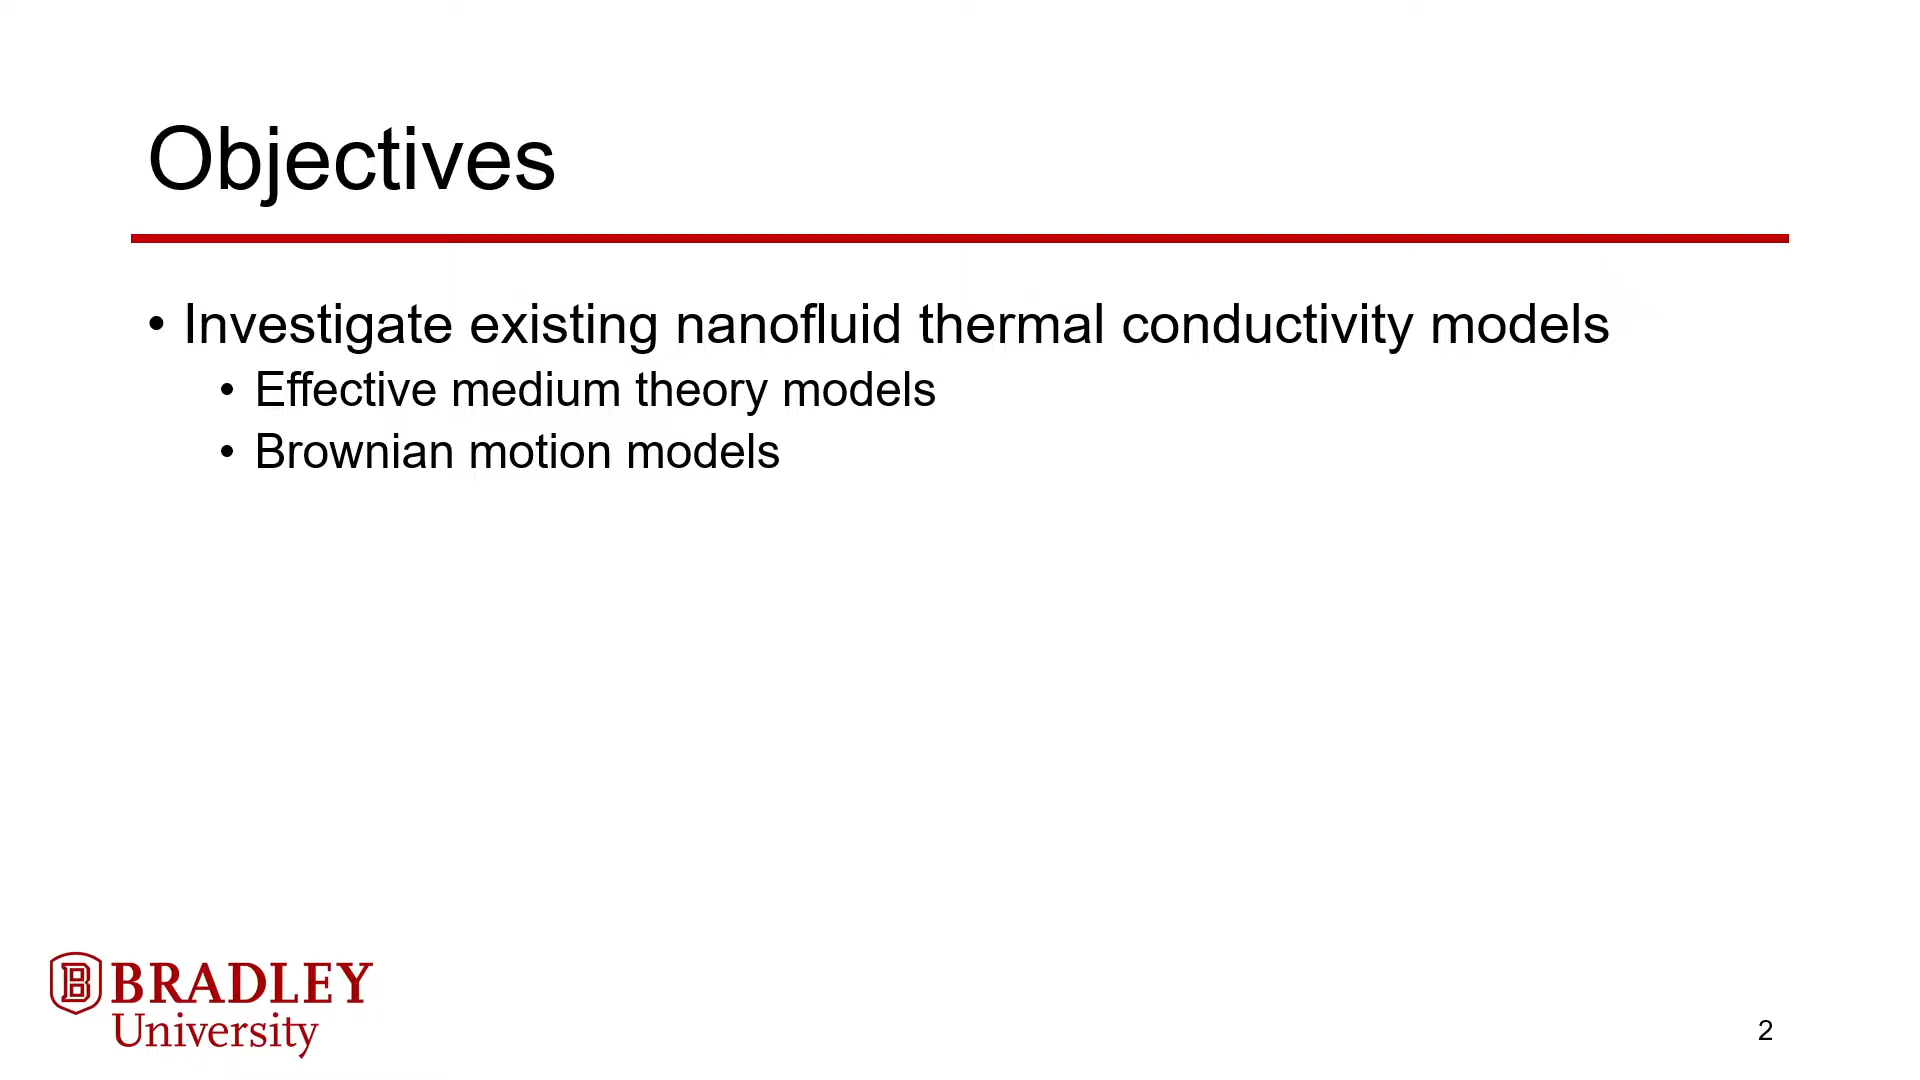 Objectives
• Investigate existing nanofluid thermal conductivity models
• Effective medium theory models
• Brownian motion models
B BRADLEY
University
2